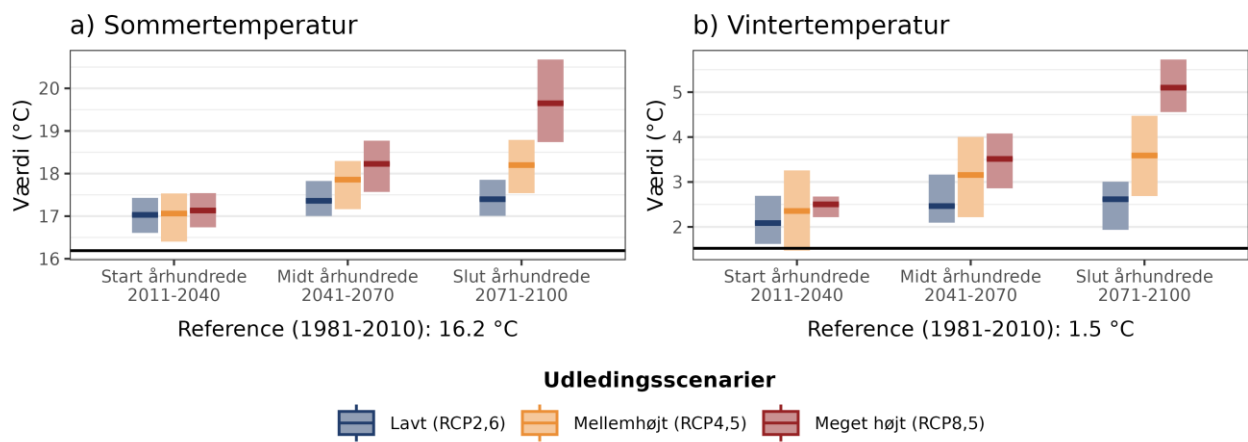 a) Sommertemperatur
Værdi (°C)
20
19
18
17
16
Start århundrede
2011-2040
Midt århundrede
2041-2070
Slut århundrede
2071-2100
Reference (1981-2010): 16.2 °C
b) Vintertemperatur
Værdi (°C)
5
4
3
2
Start århundrede
2011-2040
Midt århundrede
2041-2070
Slut århundrede
2071-2100
Reference (1981-2010): 1.5 °C
Udledingsscenarier
Lavt (RCP2,6)
Mellemhøjt (RCP4,5)
Meget højt (RCP8,5)